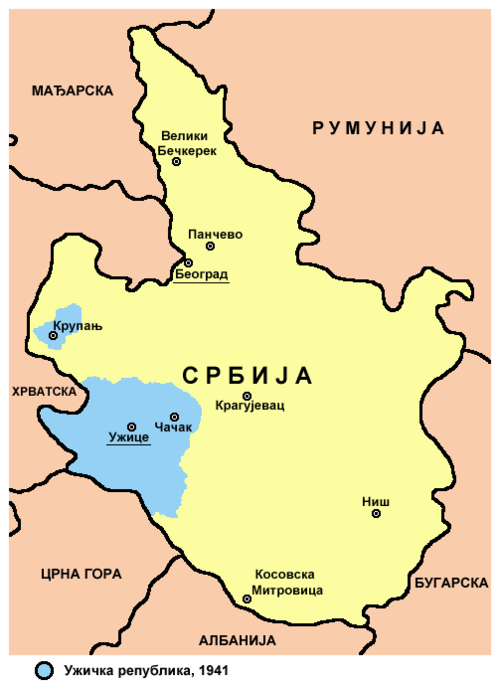 МАЂАРСКА
РУМУНИЈА
Велики
Бечкерек
Панчево
Београд
Крупањ
СРБИЈА
ХРВАТСКА
Крагујевац
Чачак
Ужице
Ниш
ЦРНА ГОРА
Косовска
Митровица
БУГАРСКА
АЛБАНИЈА
Ужичка република, 1941